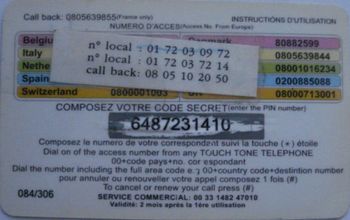 Call back: 0805639855(France only) INSTRUCTIONS D'UTILISATION
NUMERO D'ACCES(Access No. From Europe)
Belgiu 80882599
Italy 0805639844
Nethe 08001016234
Spain 0200885088
Switzerland 0800001093 08000713001
n° local : 01 72 03 09 72
n° local : 01 72 03 72 14
call back: 08 05 10 20 50
COMPOSEZ VOTRE CODE SECRET(enter the PIN number)
6487231410
Composez le numero de votre correspondant suivi la touche (*) étoile
Dial on of the access number from any TOUCH TONE TELEPHONE
00+code pays+no. cor espondant
Dial the number including the full area code e.g: 00+country code+destination number
pour annuler ou renouveller votre appel composez 1 fois (#)
To cancel or renew your call press (#)
084/306 SERVICE COMMERCIAL: 00 33 1482 47010
Validité: 2 mois après la 1ère utilisation